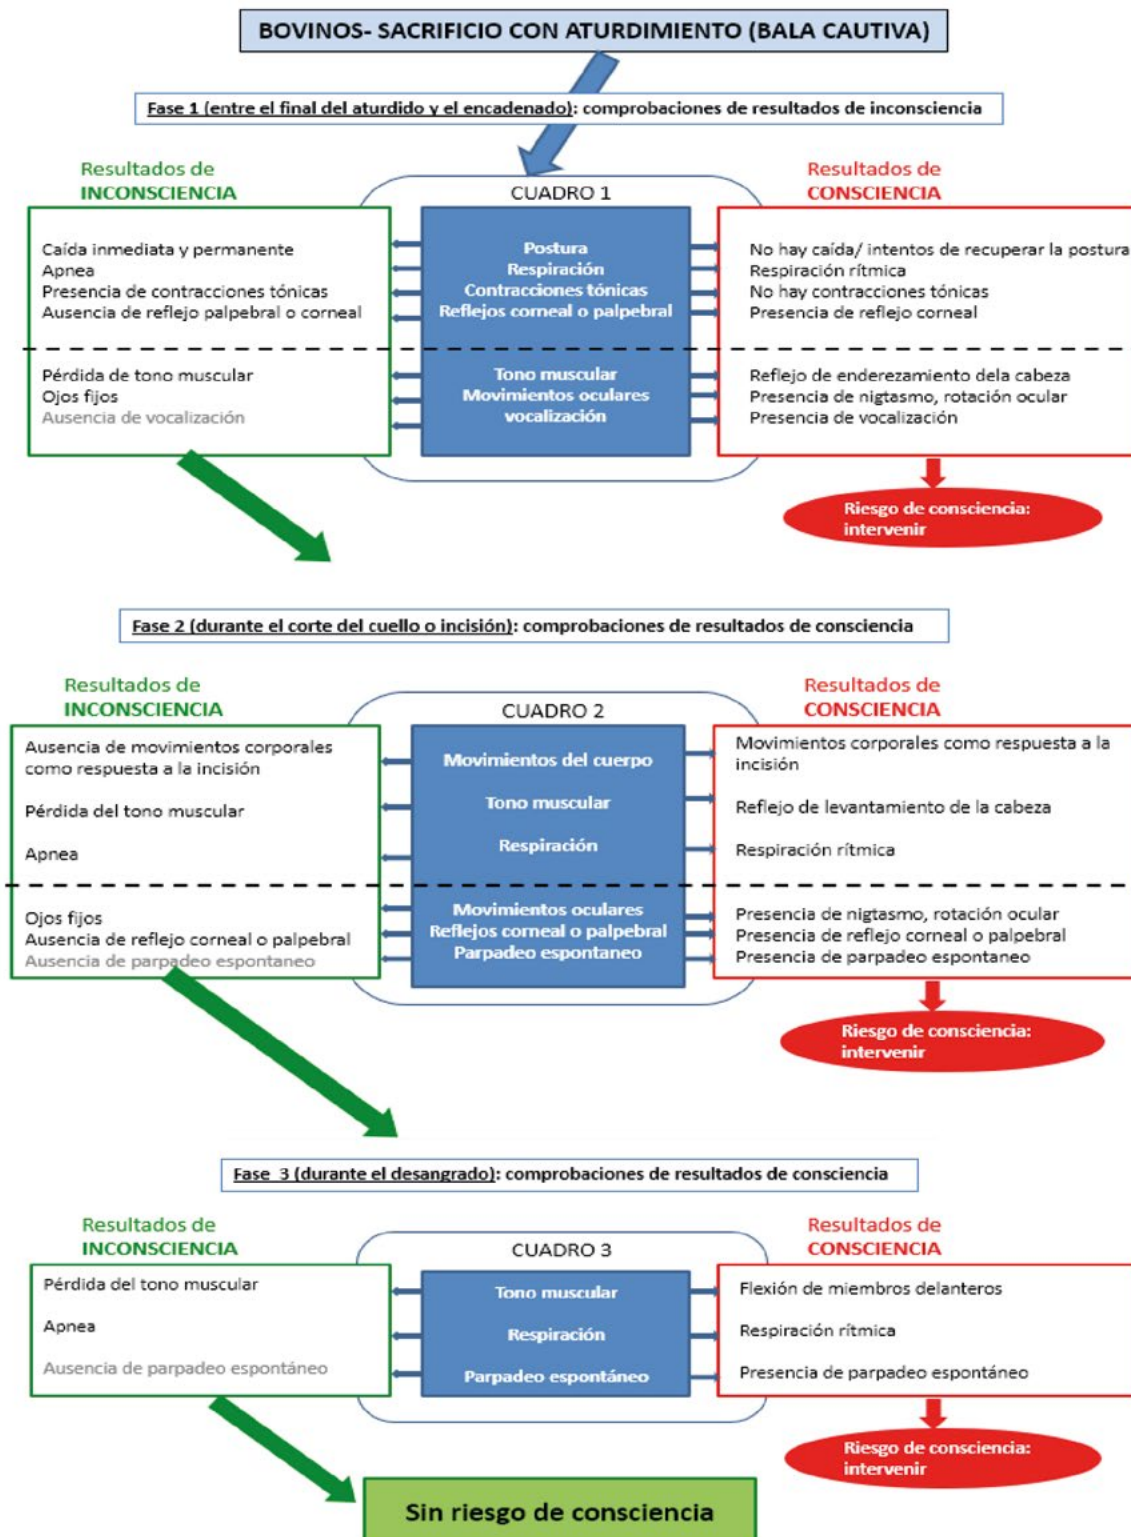 BOVINOS- SACRIFICIO CON ATURDIMIENTO (BALA CAUTIVA)
Fase 1 (entre el final del aturdido y el encadenado): comprobaciones de resultados de inconsciencia
Resultados de
INCONSCIENCIA
CUADRO 1
Resultados de
CONSCIENCIA
Caída inmediata y permanente
Apnea
Presencia de contracciones tónicas
Ausencia de reflejo palpebral o corneal
Pérdida de tono muscular
Ojos fijos
Ausencia de vocalización
Postura
Respiración
Contracciones tónicas
Reflejos corneal o palpebral
Tono muscular
Movimientos oculares
vocalización
No hay caída/ intentos de recuperar la postura
Respiración rítmica
No hay contracciones tónicas
Presencia de reflejo corneal
Reflejo de enderezamiento dela cabeza
Presencia de nigtasmo, rotación ocular
Presencia de vocalización
Riesgo de consciencia:
intervenir
Fase 2 (durante el corte del cuello o incisión): comprobaciones de resultados de consciencia
Resultados de
INCONSCIENCIA
CUADRO 2
Resultados de
CONSCIENCIA
Ausencia de movimientos corporales
como respuesta a la incisión
Pérdida del tono muscular
Apnea
Ojos fijos
Ausencia de reflejo corneal o palpebral
Ausencia de parpadeo espontaneo
Movimientos del cuerpo
Tono muscular
Respiración
Movimientos oculares
Reflejos corneal o palpebral
Parpadeo espontaneo
Movimientos corporales como respuesta a la
incisión
Reflejo de levantamiento de la cabeza
Respiración rítmica
Presencia de nigtasmo, rotación ocular
Presencia de reflejo corneal o palpebral
Presencia de parpadeo espontaneo
Riesgo de consciencia:
intervenir
Fase 3 (durante el desangrado): comprobaciones de resultados de consciencia
Resultados de
INCONSCIENCIA
CUADRO 3
Resultados de
CONSCIENCIA
Pérdida del tono muscular
Apnea
Ausencia de parpadeo espontáneo
Tono muscular
Respiración
Parpadeo espontáneo
Flexión de miembros delanteros
Respiración rítmica
Presencia de parpadeo espontáneo
Riesgo de consciencia:
intervenir
Sin riesgo de consciencia